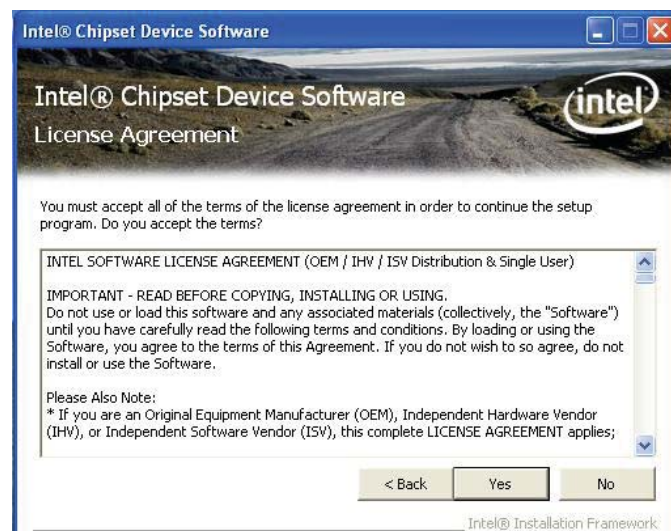 Intel® Chipset Device Software
Intel® Chipset Device Software
intel
License Agreement
You must accept all of the terms of the license agreement in order to continue the setup
program. Do you accept the terms?
INTEL SOFTWARE LICENSE AGREEMENT (OEM / IHV / ISV Distribution & Single User)
IMPORTANT - READ BEFORE COPYING, INSTALLING OR USING.
Do not use or load this software and any associated materials (collectively, the "Software")
until you have carefully read the following terms and conditions. By loading or using the
Software, you agree to the terms of this Agreement. If you do not wish to so agree, do not
install or use the Software.
Please Also Note:
* If you are an Original Equipment Manufacturer (OEM), Independent Hardware Vendor
(IHV), or Independent Software Vendor (ISV), this complete LICENSE AGREEMENT applies;
< Back Yes No
Intel® Installation Framework